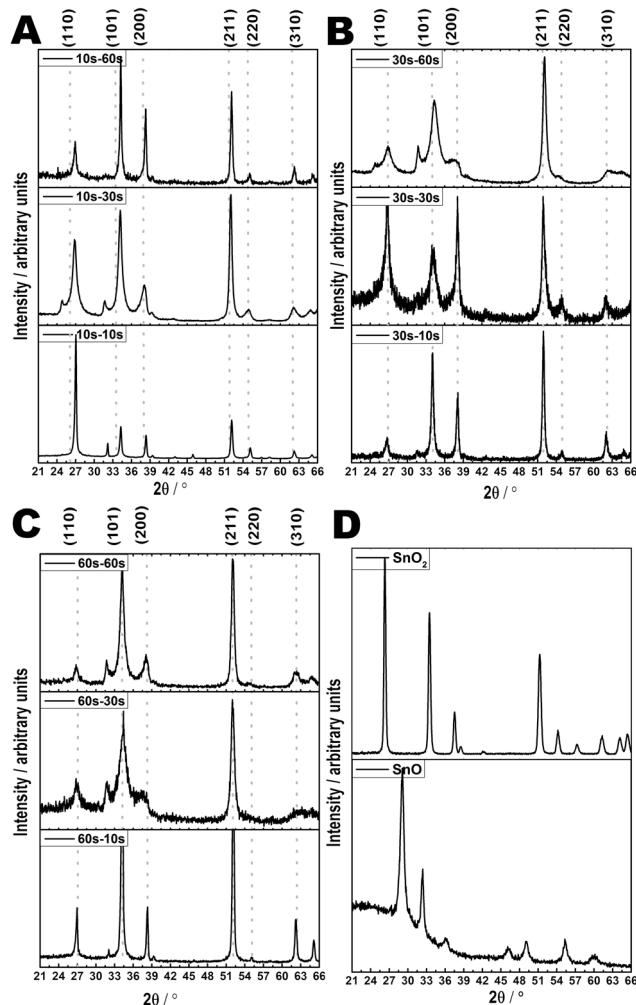 A
(110)
(101)
(200)
(211)
(220)
(310)
10s-60s
10s-30s
10s-10s
Intensity / arbitrary units
Intensity / arbitrary units
21 24 27 30 33 36 39 42 45 48 51 54 57 60 63 66
2θ / °
B
(110)
(101)
(200)
(211)
(220)
(310)
30s-60s
30s-30s
30s-10s
Intensity / arbitrary units
21 24 27 30 33 36 39 42 45 48 51 54 57 60 63 66
2θ / °
C
(110)
(101)
(200)
(211)
(220)
(310)
60s-60s
60s-30s
60s-10s
Intensity / arbitrary units
21 24 27 30 33 36 39 42 45 48 51 54 57 60 63 66
2θ / °
D
SnO₂
SnO
Intensity / arbitrary units
21 24 27 30 33 36 39 42 45 48 51 54 57 60 63 66
2θ / °